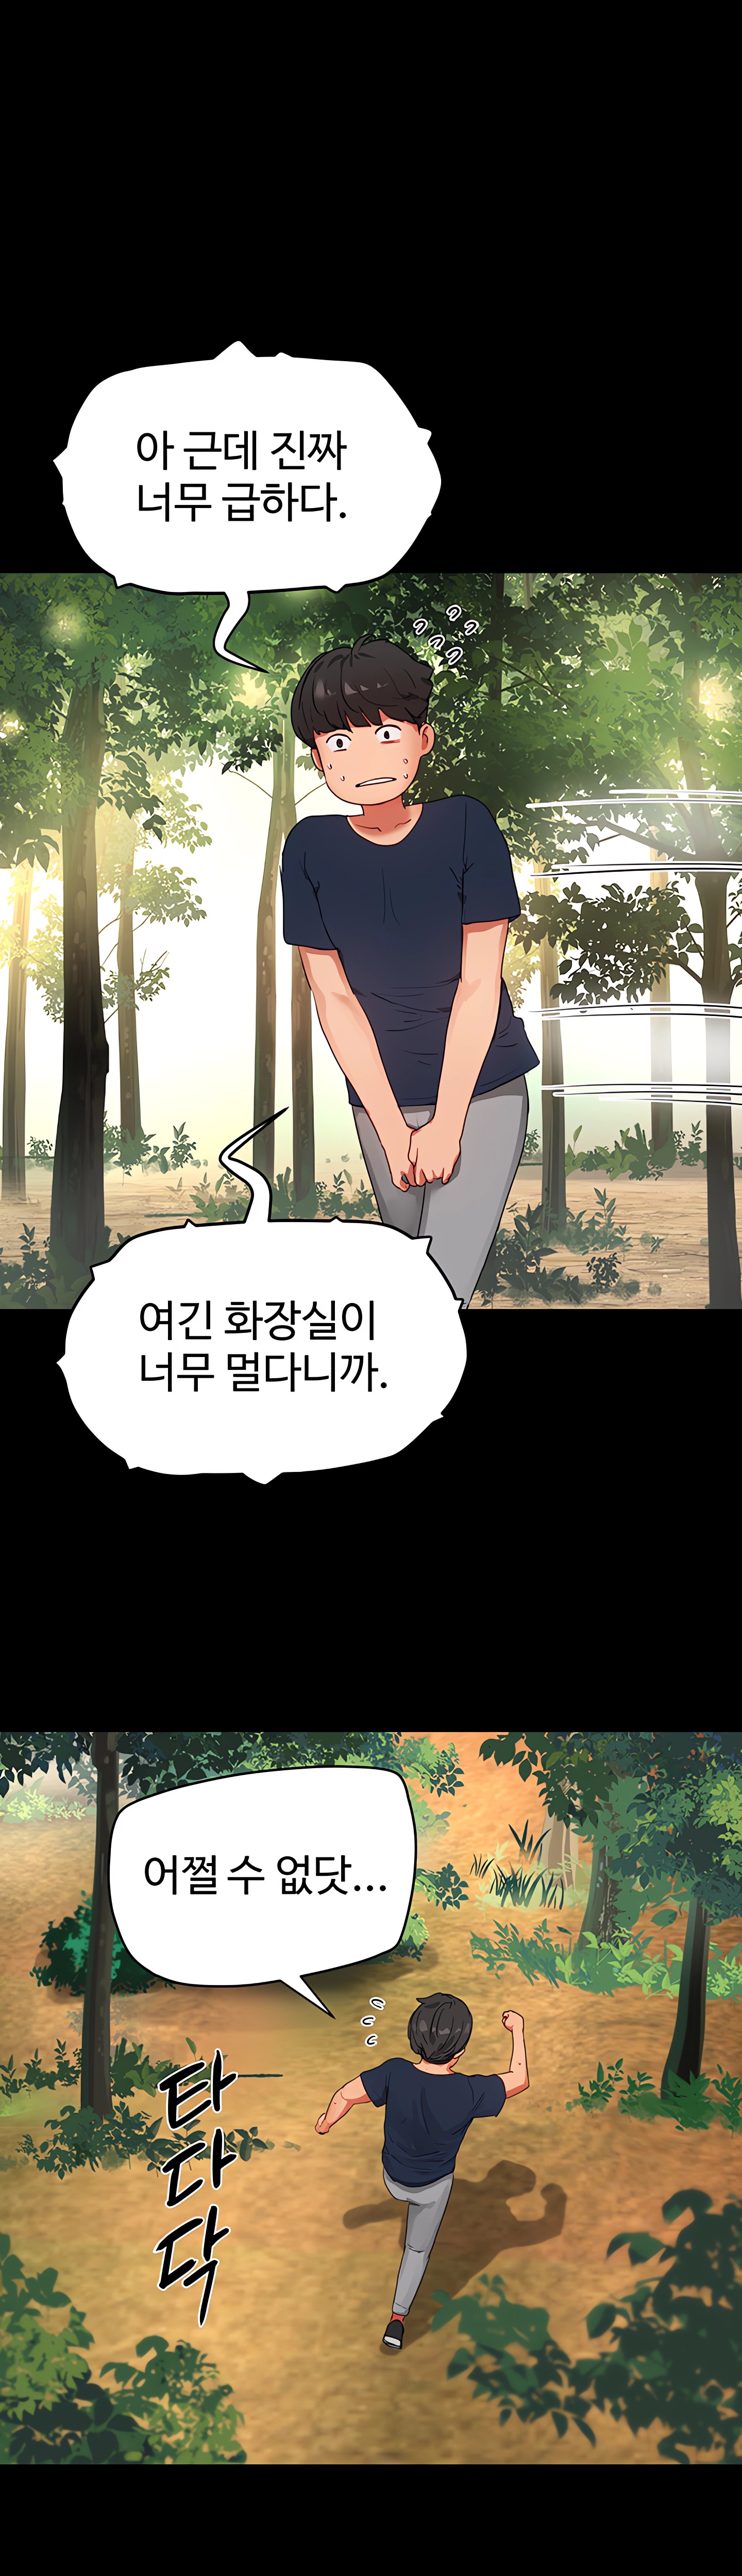 아 근데 진짜
너무 급하다.
여긴 화장실이
너무 멀다니까.
어쩔 수 없닷...
타
다
닥